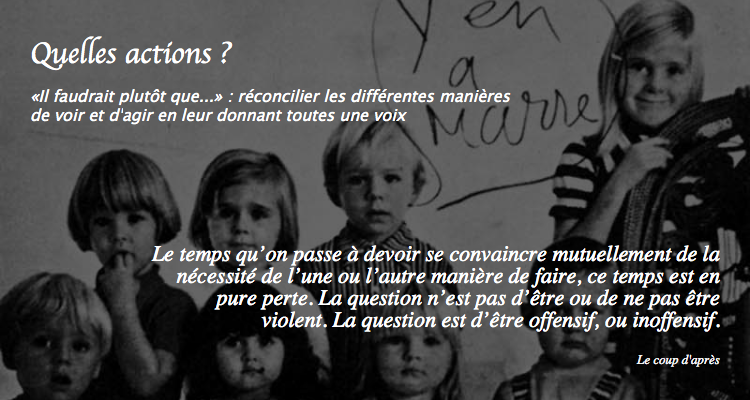 Y en
a
marre
Quelles actions ?
«Il faudrait plutôt que...» : réconcilier les différentes manières
de voir et d'agir en leur donnant toutes une voix
Le temps qu’on passe à devoir se convaincre mutuellement de la
nécessité de l’une ou l’autre manière de faire, ce temps est en
pure perte. La question n’est pas d’être ou de ne pas être
violent. La question est d’être offensif, ou inoffensif.
Le coup d'après